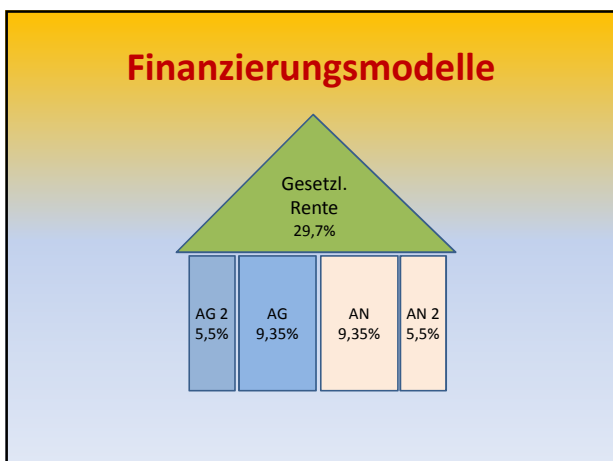 Finanzierungsmodelle
Gesetzl.
Rente
29,7%
AG 2
5,5%
AG
9,35%
AN
9,35%
AN 2
5,5%